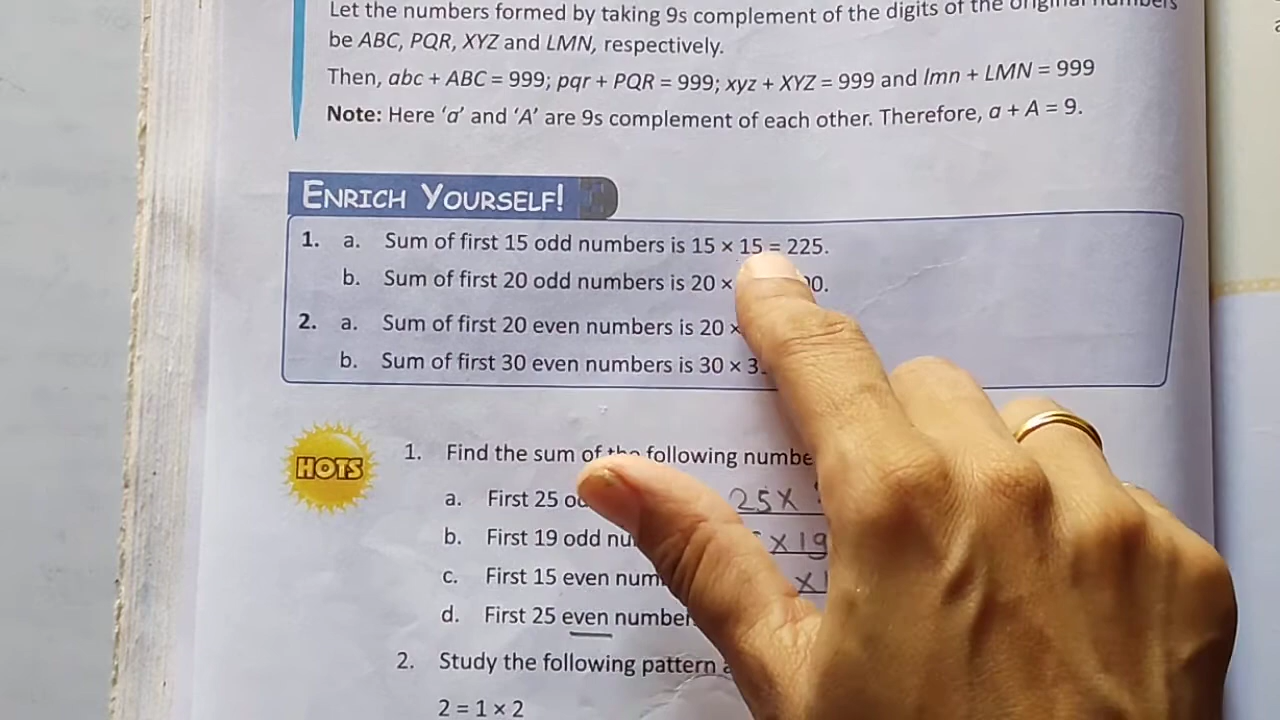 Let the numbers formed by taking 9s complement of the digits of the original numbers
be ABC, PQR, XYZ and LMN, respectively.
Then, abc + ABC = 999; pqr + PQR = 999; xyz + XYZ = 999 and lmn + LMN = 999
Note: Here 'a' and 'A' are 9s complement of each other. Therefore, a + A = 9.
ENRICH YOURSELF!
1. a. Sum of first 15 odd numbers is 15 × 15 = 225.
b. Sum of first 20 odd numbers is 20 × 00.
2. a. Sum of first 20 even numbers is 20 ×
b. Sum of first 30 even numbers is 30 × 3
HOTS
1. Find the sum of the following numbe
a. First 25 od 25 ×
b. First 19 odd nu × 19
c. First 15 even num × 1
d. First 25 even number
2. Study the following pattern a
2 = 1 × 2